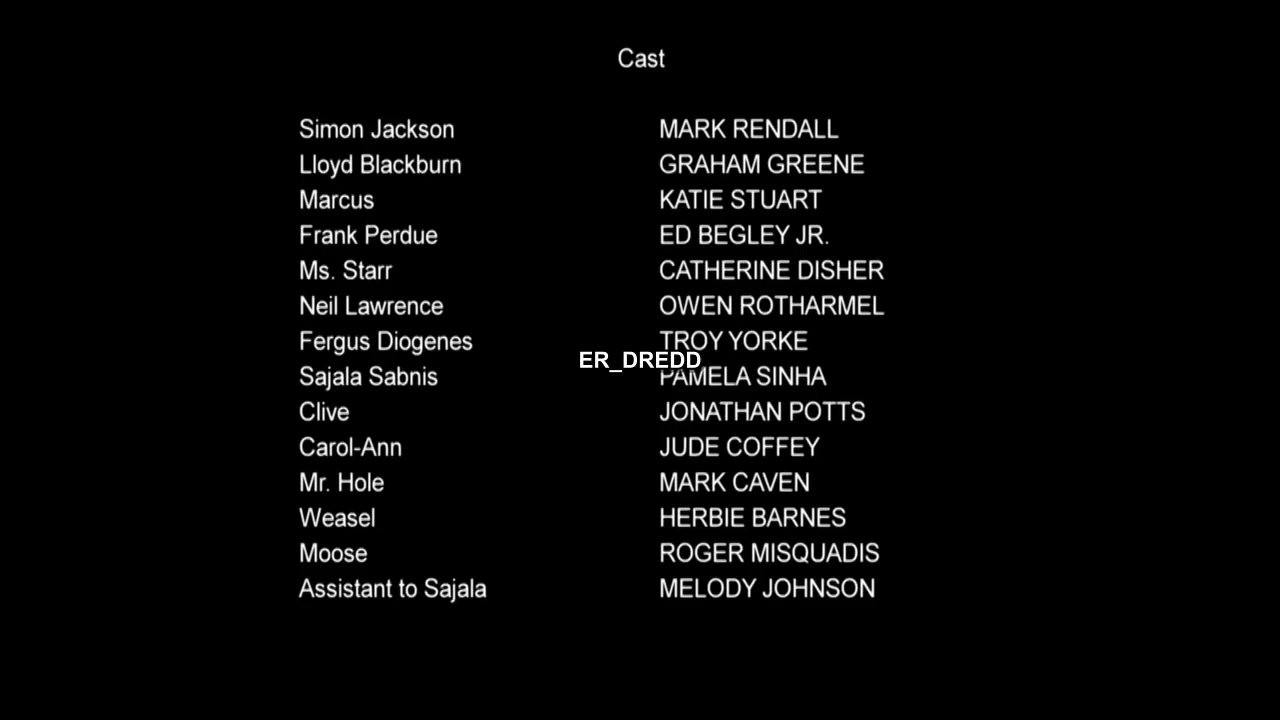 Cast
Simon Jackson MARK RENDALL
Lloyd Blackburn GRAHAM GREENE
Marcus KATIE STUART
Frank Perdue ED BEGLEY JR.
Ms. Starr CATHERINE DISHER
Neil Lawrence OWEN ROTHARMEL
Fergus Diogenes TROY YORKE
ER_DREDD
Sajala Sabnis PAMELA SINHA
Clive JONATHAN POTTS
Carol-Ann JUDE COFFEY
Mr. Hole MARK CAVEN
Weasel HERBIE BARNES
Moose ROGER MISQUADIS
Assistant to Sajala MELODY JOHNSON